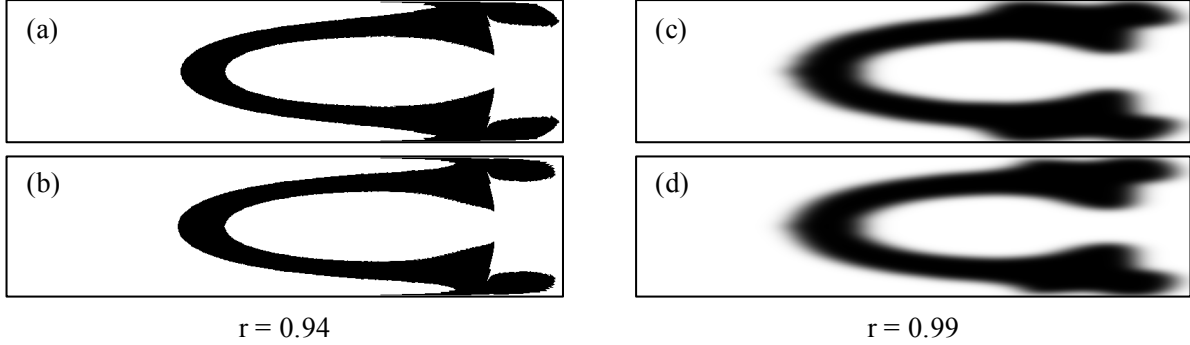 (a)
(b)
r = 0.94
(c)
(d)
r = 0.99